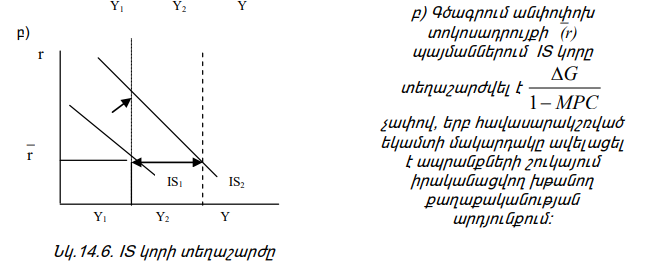 Y₁ Y₂ Y
բ)
r
r̅
IS₁ IS₂
Y₁ Y₂ Y
Նկ.14.6. IS կորի տեղաշարժը
բ) Գծագրում անփոփոխ
տոկոսադրույքի (r̅)
պայմաններում IS կորը
տեղաշարժվել է ΔG / 1 − MPC
չափով, երբ հավասարակշռված
եկամտի մակարդակը ավելացել
է ապրանքների շուկայում
իրականացվող խթանող
քաղաքականության
արդյունքում: